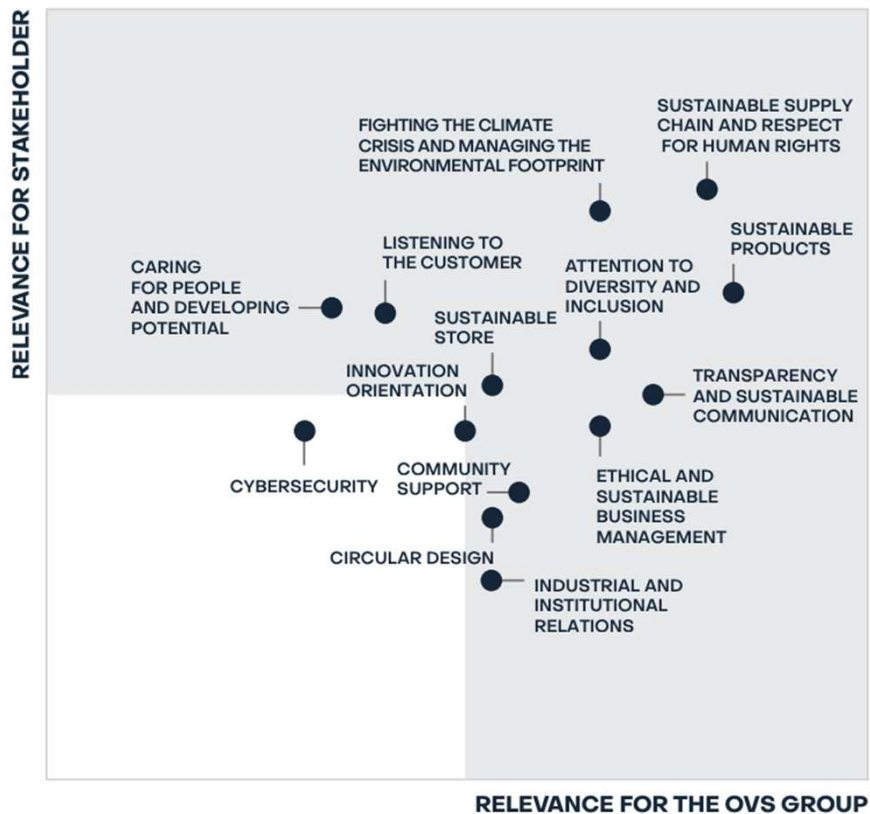 RELEVANCE FOR STAKEHOLDER
SUSTAINABLE SUPPLY
CHAIN AND RESPECT
FOR HUMAN RIGHTS
FIGHTING THE CLIMATE
CRISIS AND MANAGING THE
ENVIRONMENTAL FOOTPRINT
SUSTAINABLE
PRODUCTS
LISTENING TO
THE CUSTOMER
CARING
FOR PEOPLE
AND DEVELOPING
POTENTIAL
ATTENTION TO
DIVERSITY AND
INCLUSION
SUSTAINABLE
STORE
INNOVATION
ORIENTATION
TRANSPARENCY
AND SUSTAINABLE
COMMUNICATION
CYBERSECURITY
COMMUNITY
SUPPORT
ETHICAL AND
SUSTAINABLE
BUSINESS
MANAGEMENT
CIRCULAR DESIGN
INDUSTRIAL AND
INSTITUTIONAL
RELATIONS
RELEVANCE FOR THE OVS GROUP